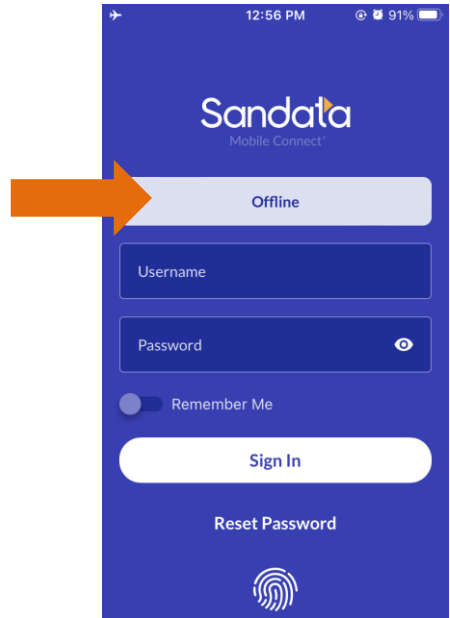 12:56 PM 91%
Sandata
Mobile Connect
Offline
Username
Password
Remember Me
Sign In
Reset Password